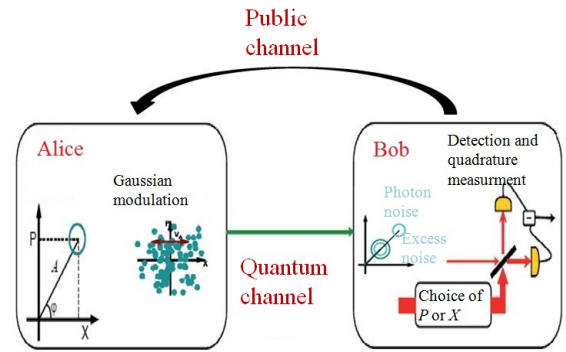 Public
channel
Alice
Gaussian
modulation
P
A
φ
X
Quantum
channel
Bob
Detection and
quadrature
measurment
Photon
noise
Excess
noise
Choice of
P or X